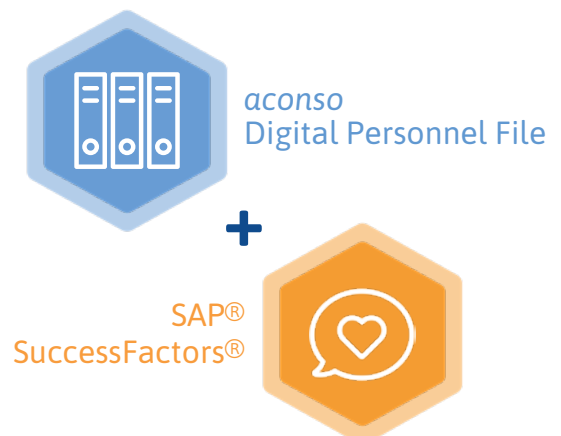 aconso
Digital Personnel File
+
SAP®
SuccessFactors®